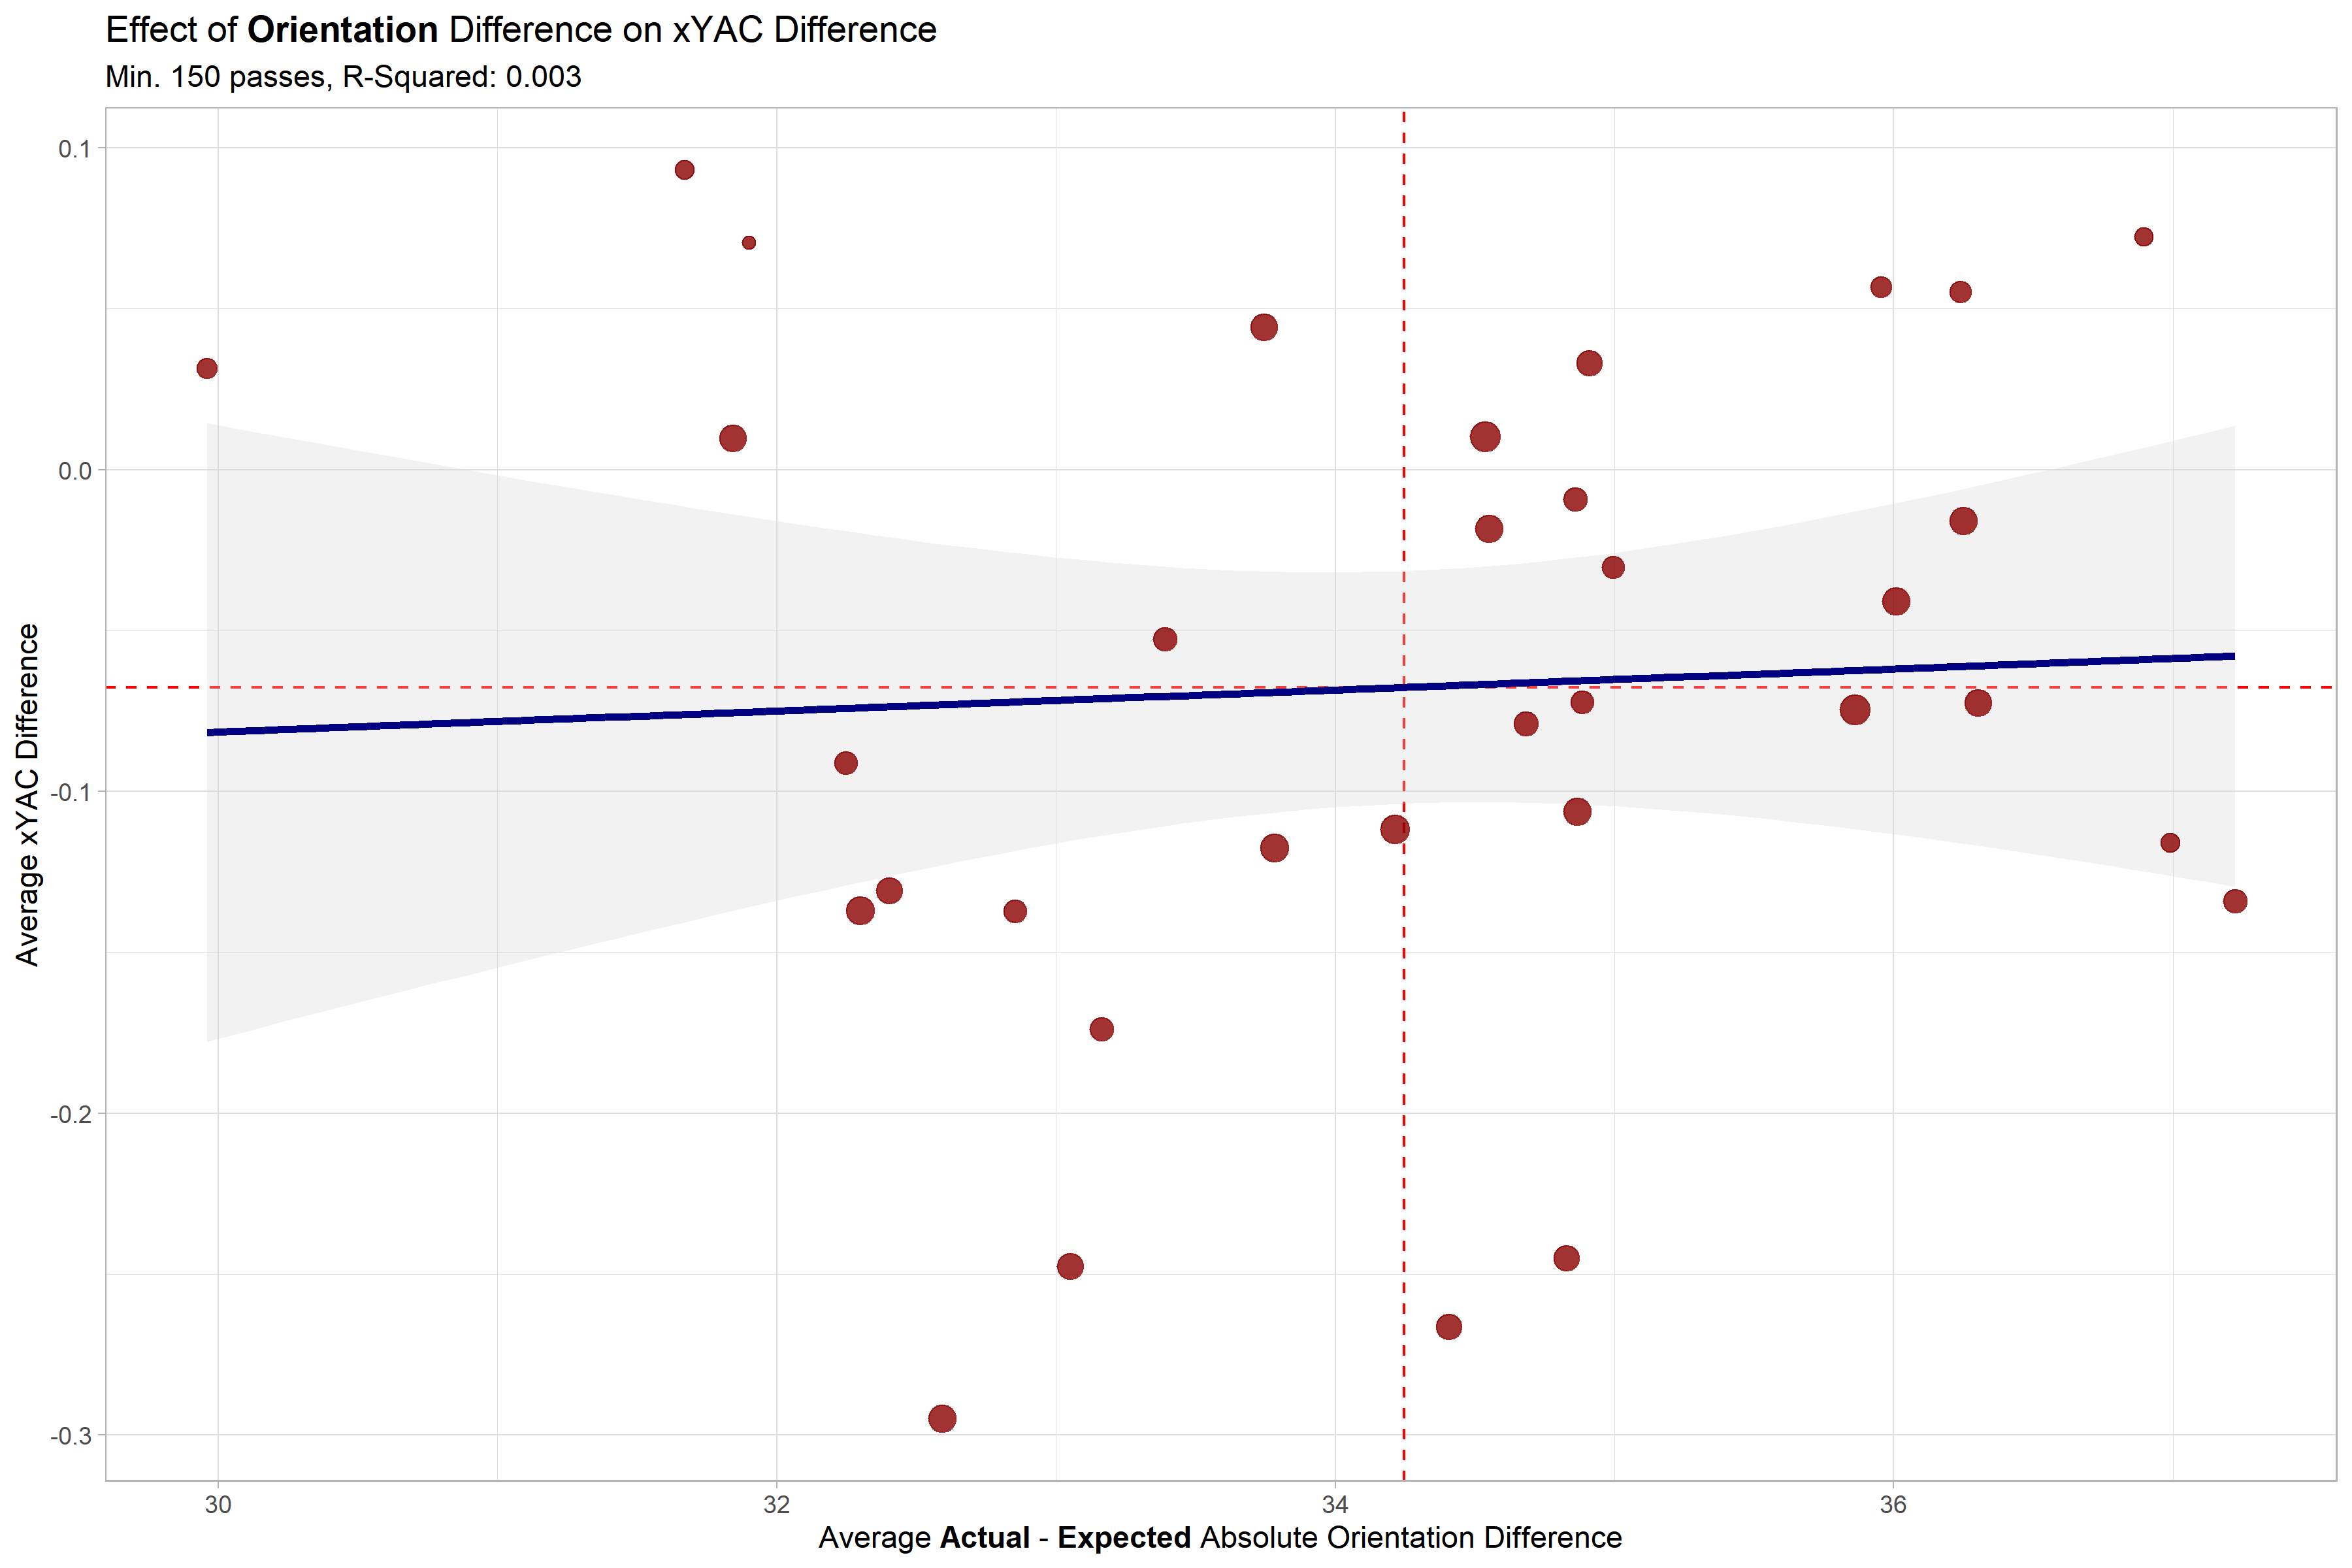 Effect of Orientation Difference on xYAC Difference
Min. 150 passes, R-Squared: 0.003
Average xYAC Difference
0.1
0.0
-0.1
-0.2
-0.3
30 32 34 36
Average Actual - Expected Absolute Orientation Difference